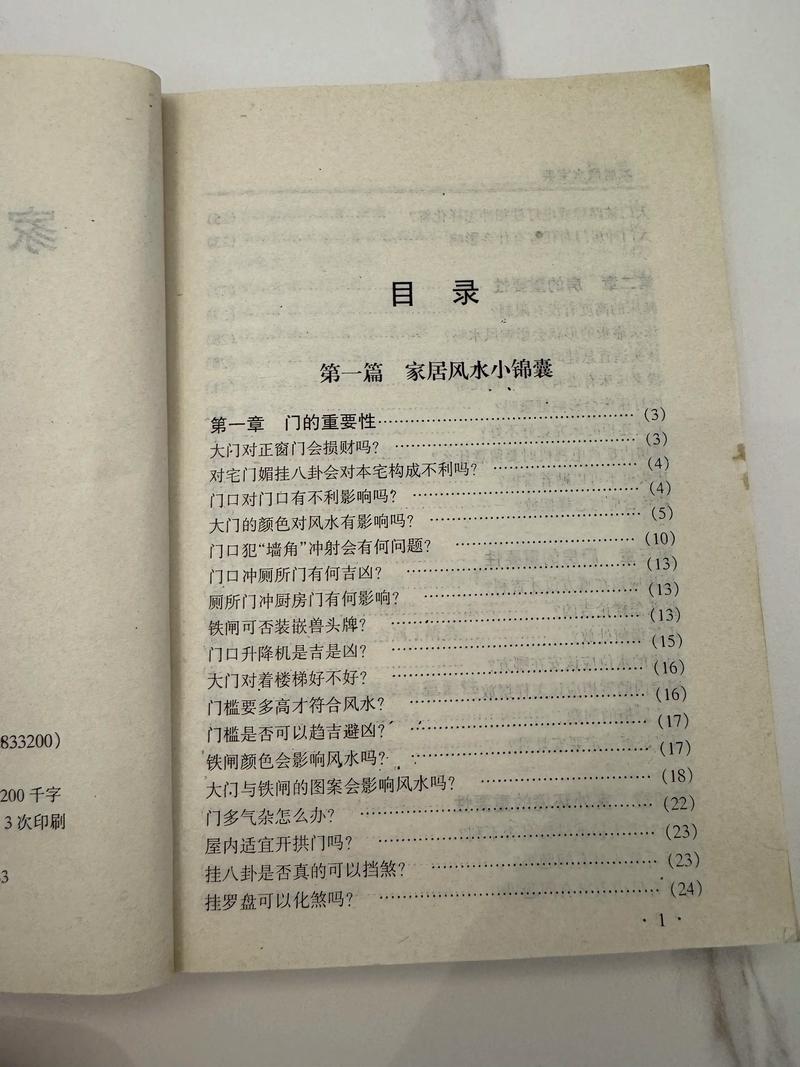 家
833200)
200 千字
3 次印刷
3
目 录
第一篇 家居风水小锦囊
第一章 门的重要性……………………………………(3)
大门对正窗门会损财吗? ……………………………(3)
对宅门媚挂八卦会对本宅构成不利吗? ……………(4)
门口对门口有不利影响吗? …………………………(4)
大门的颜色对风水有影响吗? ………………………(5)
门口犯“墙角”冲射会有何问题? ……………………(10)
门口冲厕所门有何吉凶? ……………………………(13)
厕所门冲厨房门有何影响? …………………………(13)
铁闸可否装嵌兽头牌? ………………………………(13)
门口升降机是吉是凶? ………………………………(15)
大门对着楼梯好不好? ………………………………(16)
门槛要多高才符合风水? ……………………………(16)
门槛是否可以趋吉避凶? ……………………………(17)
铁闸颜色会影响风水吗? ……………………………(17)
大门与铁闸的图案会影响风水吗? …………………(18)
门多气杂怎么办? ……………………………………(22)
屋内适宜开拱门吗? …………………………………(23)
挂八卦是否真的可以挡煞? …………………………(23)
挂罗盘可以化煞吗? …………………………………(24)
· 1 ·